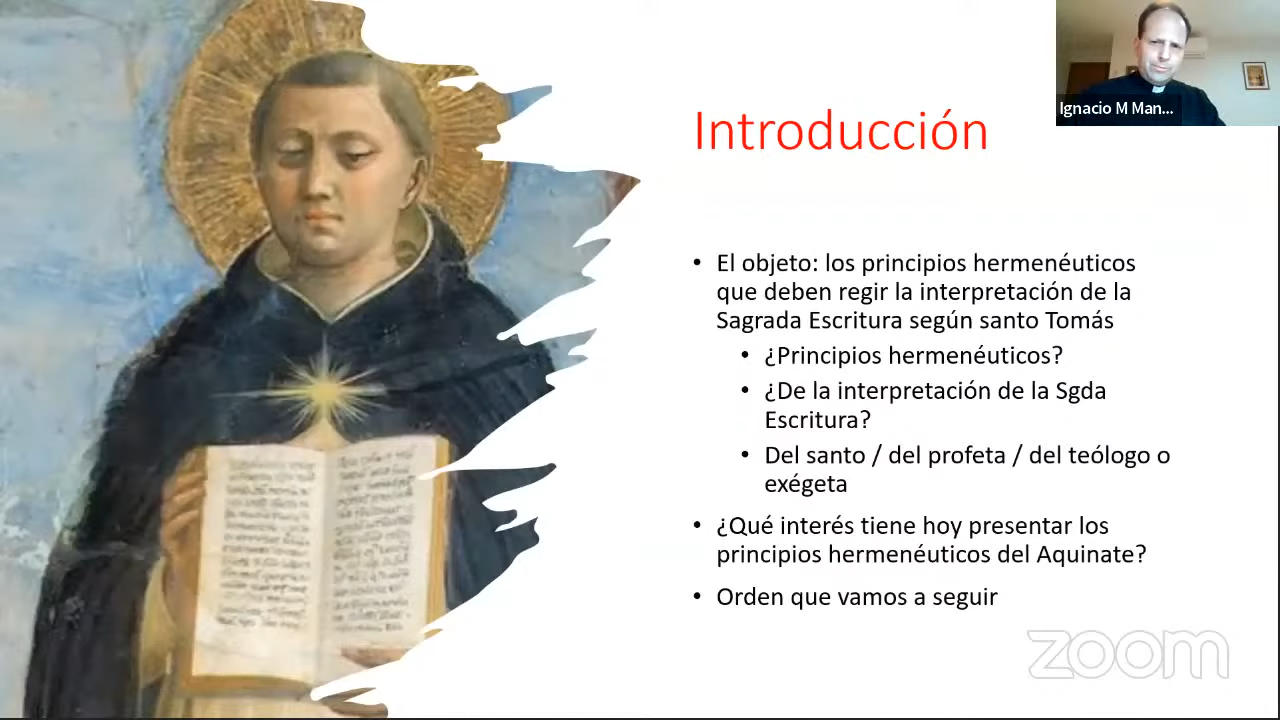 Ignacio M Man...
Introducción
• El objeto: los principios hermenéuticos
que deben regir la interpretación de la
Sagrada Escritura según santo Tomás
• ¿Principios hermenéuticos?
• ¿De la interpretación de la Sgda
Escritura?
• Del santo / del profeta / del teólogo o
exégeta
• ¿Qué interés tiene hoy presentar los
principios hermenéuticos del Aquinate?
• Orden que vamos a seguir
zoom